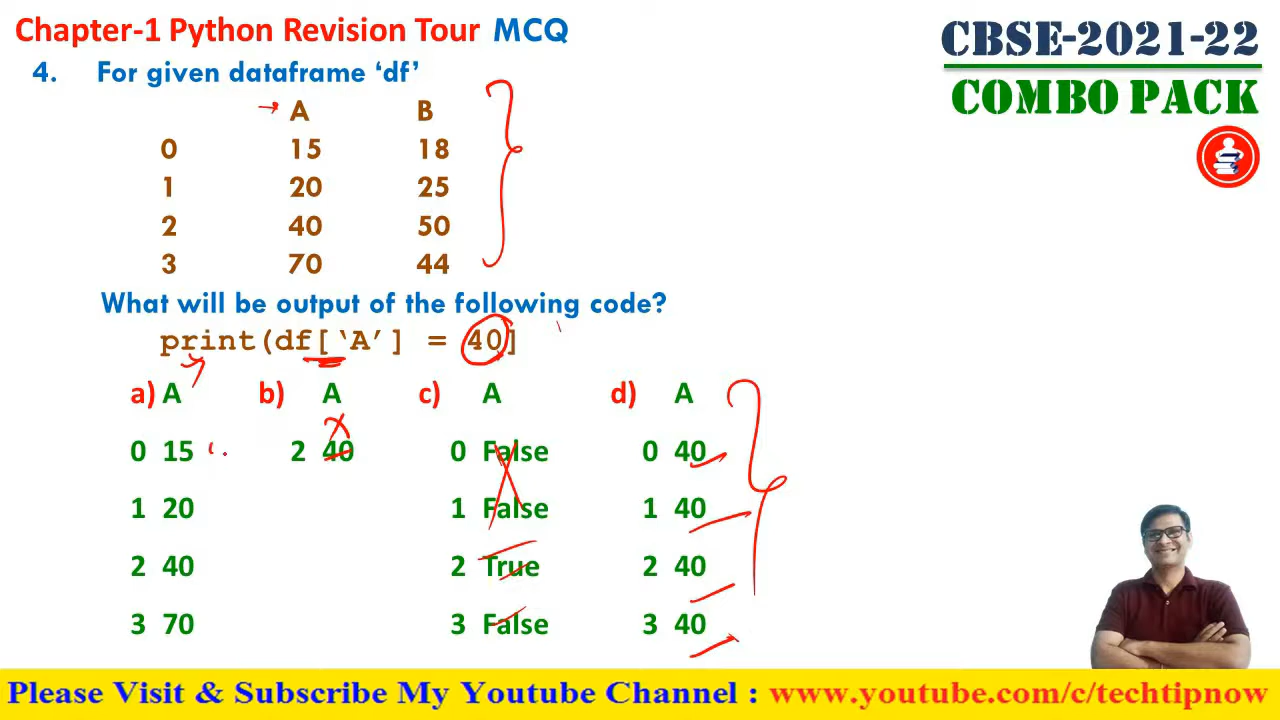 Chapter-1 Python Revision Tour MCQ
CBSE-2021-22
COMBO PACK
4. For given dataframe ‘df’
A B
0 15 18
1 20 25
2 40 50
3 70 44
What will be output of the following code?
print(df[‘A’] = 40]
a) A b) A c) A d) A
0 15 2 40 0 False 0 40
1 20 1 False 1 40
2 40 2 True 2 40
3 70 3 False 3 40
Please Visit & Subscribe My Youtube Channel : www.youtube.com/c/techtipnow